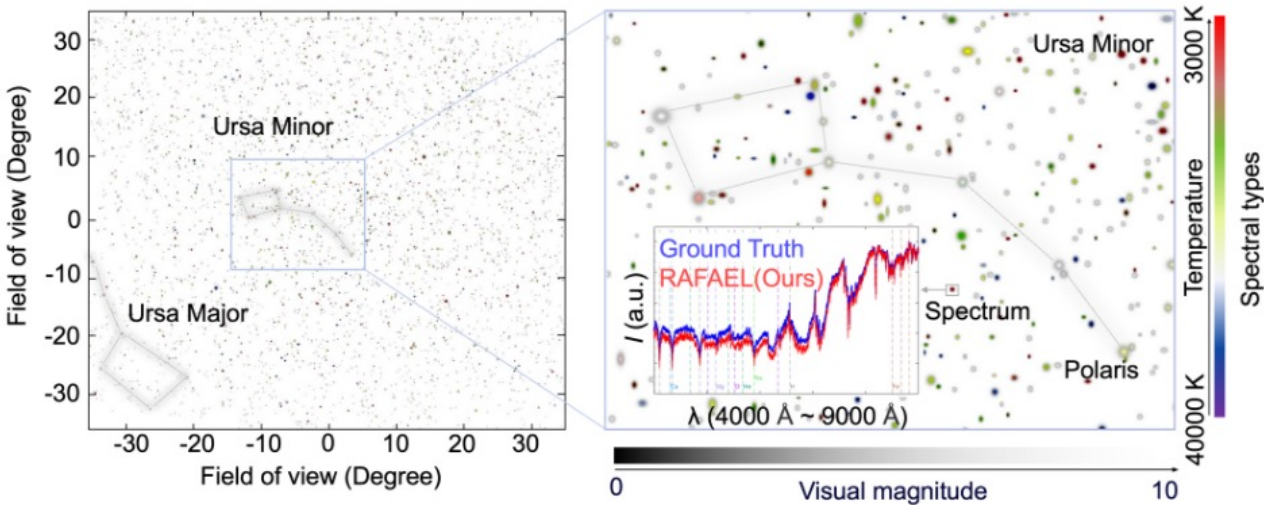 Field of view (Degree)
30
20
10
0
-10
-20
-30
Ursa Minor
Ursa Major
-30
-20
-10
0
10
20
30
Field of view (Degree)
Ursa Minor
Ground Truth
RAFAEL(Ours)
I (a.u.)
λ (4000 Å ~ 9000 Å)
Spectrum
Polaris
3000 K
Temperature
40000 K
Spectral types
0
Visual magnitude
10